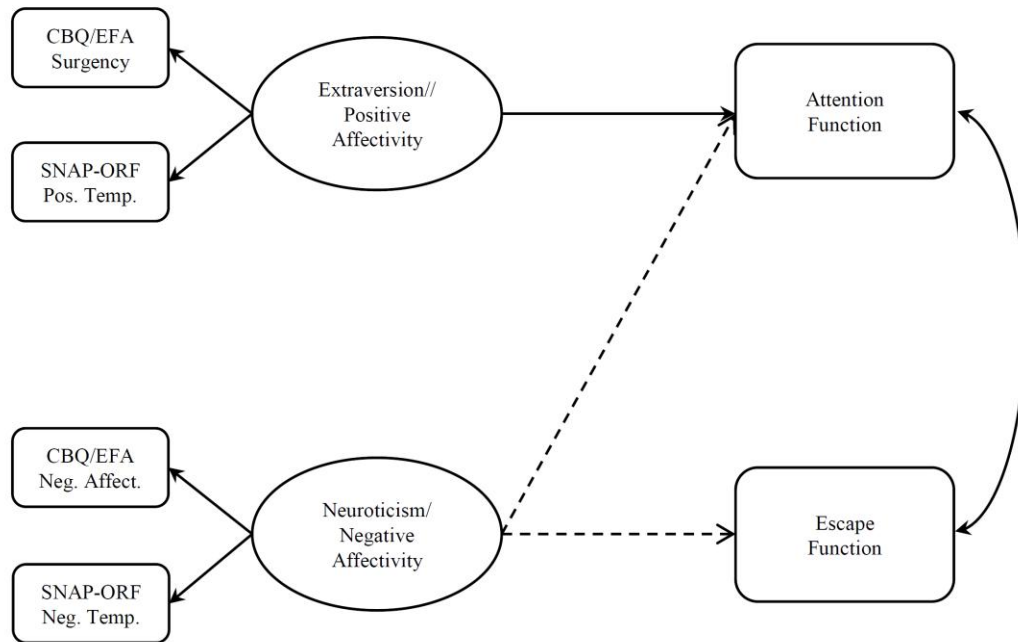 CBQ/EFA
Surgency
SNAP-ORF
Pos. Temp.
Extraversion//
Positive
Affectivity
Attention
Function
CBQ/EFA
Neg. Affect.
SNAP-ORF
Neg. Temp.
Neuroticism/
Negative
Affectivity
Escape
Function